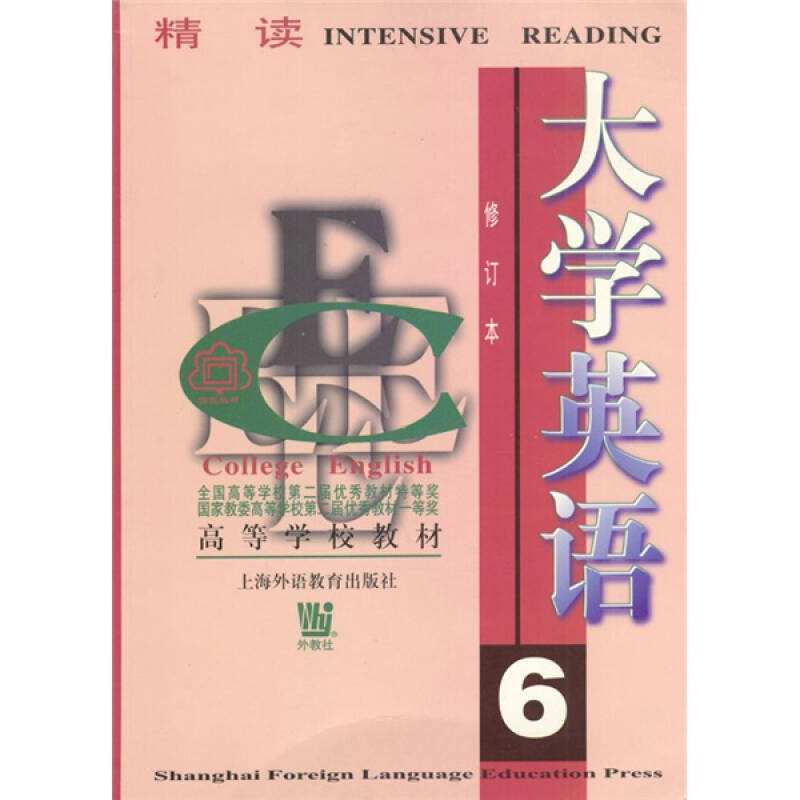 精 读 INTENSIVE READING
大学英语
修订本
College English
全国高等学校第二届优秀教材特等奖
国家教委高等学校第二届优秀教材一等奖
高等学校教材
上海外语教育出版社
Why®
外教社
6
Shanghai Foreign Language Education Press